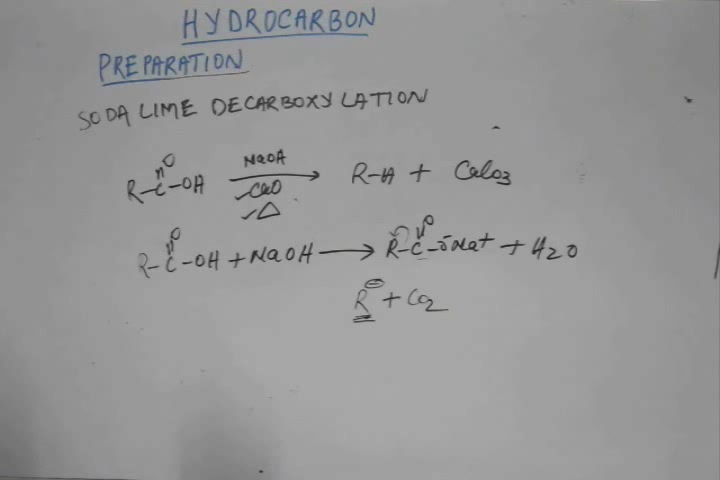 HYDROCARBON
PREPARATION
SODA LIME DECARBOXYLATION
R-C(=O)-OH —NaOH, CaO, Δ→ R-H + CaCO3
R-C(=O)-OH + NaOH ⟶ R-C(=O)-O⁻Na⁺ + H2O
R⊖ + CO2